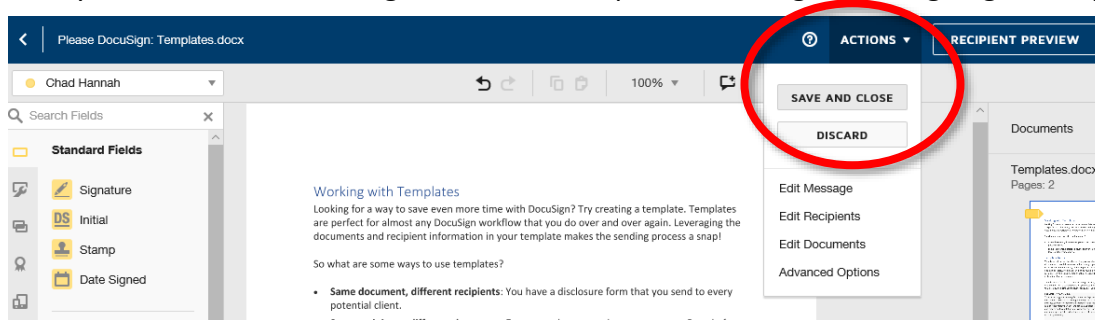 Please DocuSign: Templates.docx
ACTIONS
RECIPIENT PREVIEW
Chad Hannah
100%
SAVE AND CLOSE
DISCARD
Edit Message
Edit Recipients
Edit Documents
Advanced Options
Search Fields
Standard Fields
Signature
DS Initial
Stamp
Date Signed
Working with Templates
Looking for a way to save even more time with DocuSign? Try creating a template. Templates
are perfect for almost any DocuSign workflow that you do over and over again. Leveraging the
documents and recipient information in your template makes the sending process a snap!
So what are some ways to use templates?
• Same document, different recipients: You have a disclosure form that you send to every
potential client.
Documents
Templates.docx
Pages: 2